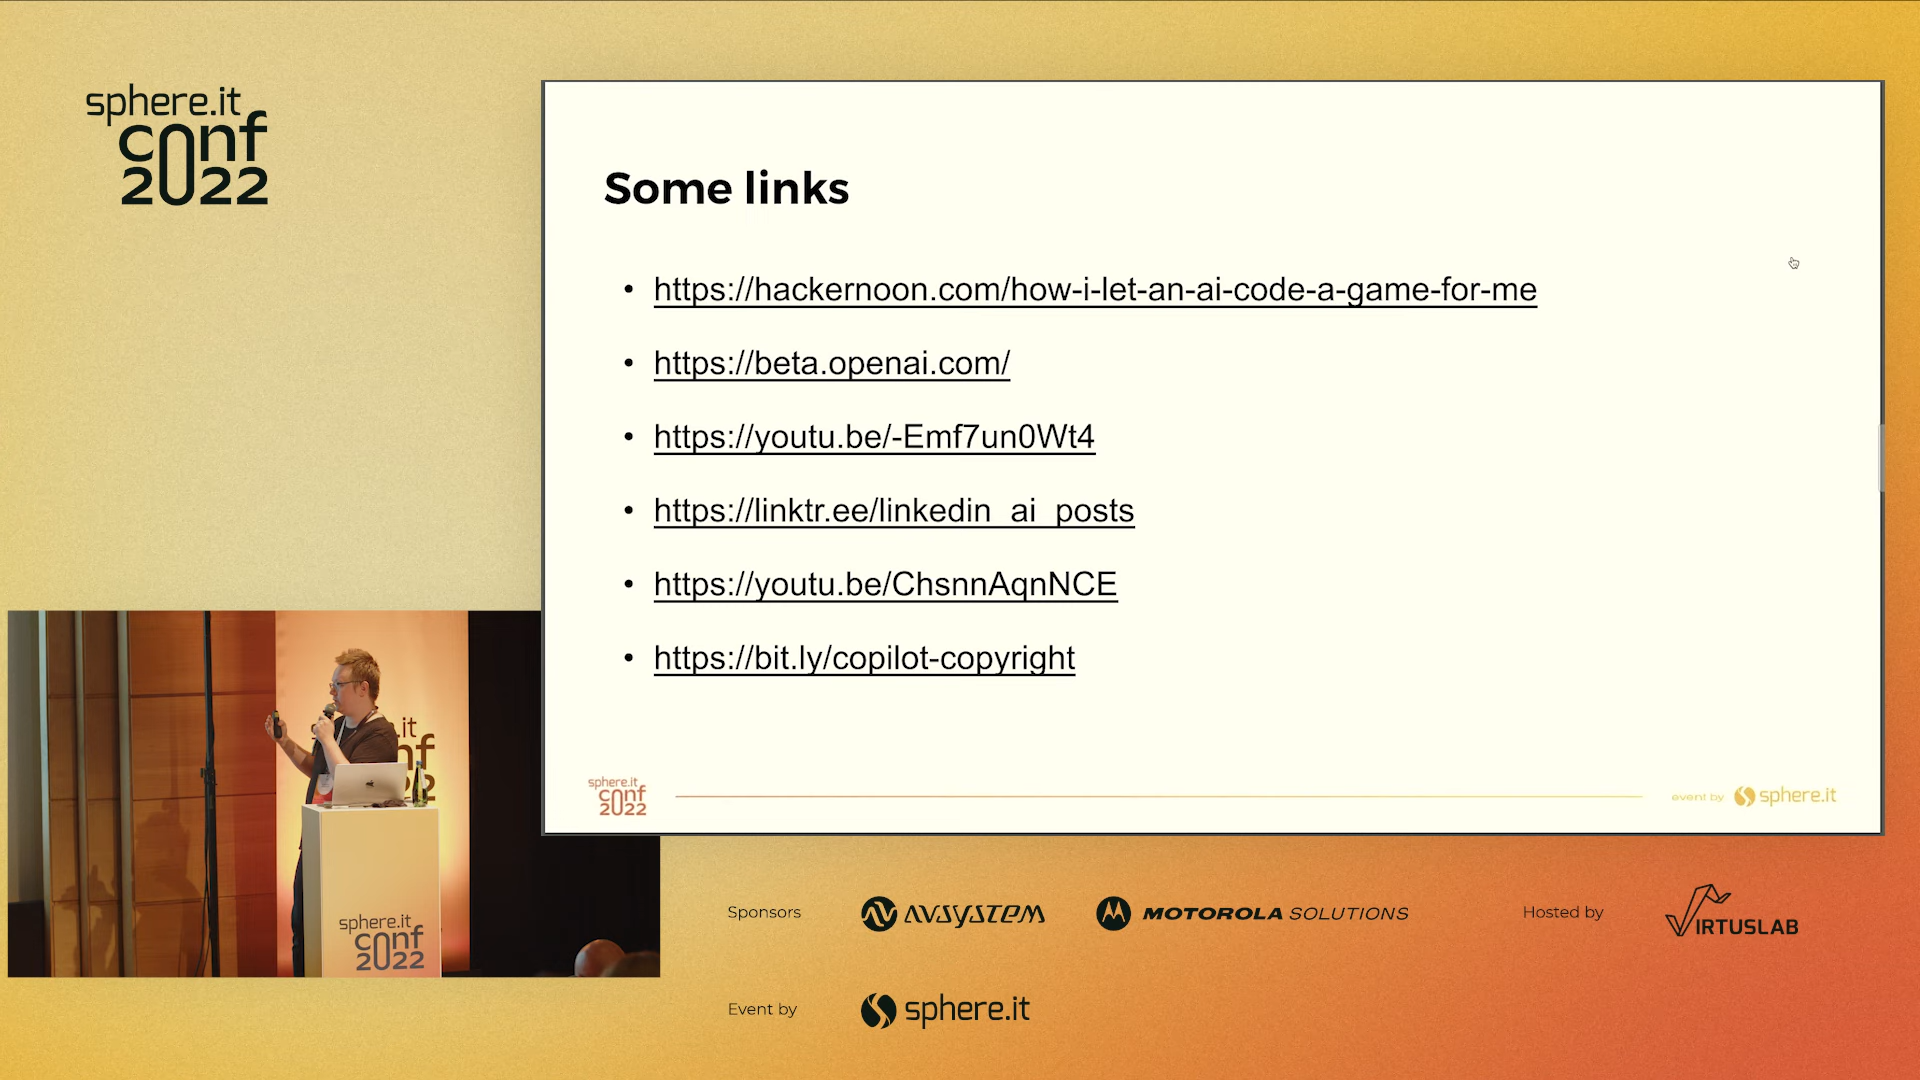 sphere.it
conf
2022
Some links
• https://hackernoon.com/how-i-let-an-ai-code-a-game-for-me
• https://beta.openai.com/
• https://youtu.be/-Emf7un0Wt4
• https://linktr.ee/linkedin_ai_posts
• https://youtu.be/ChsnnAqnNCE
• https://bit.ly/copilot-copyright
sphere.it
conf
2022
event by sphere.it
.it
nf
22
sphere.it
conf
2022
Sponsors AVSYSTEM MOTOROLA SOLUTIONS Hosted by VIRTUSLAB
Event by sphere.it